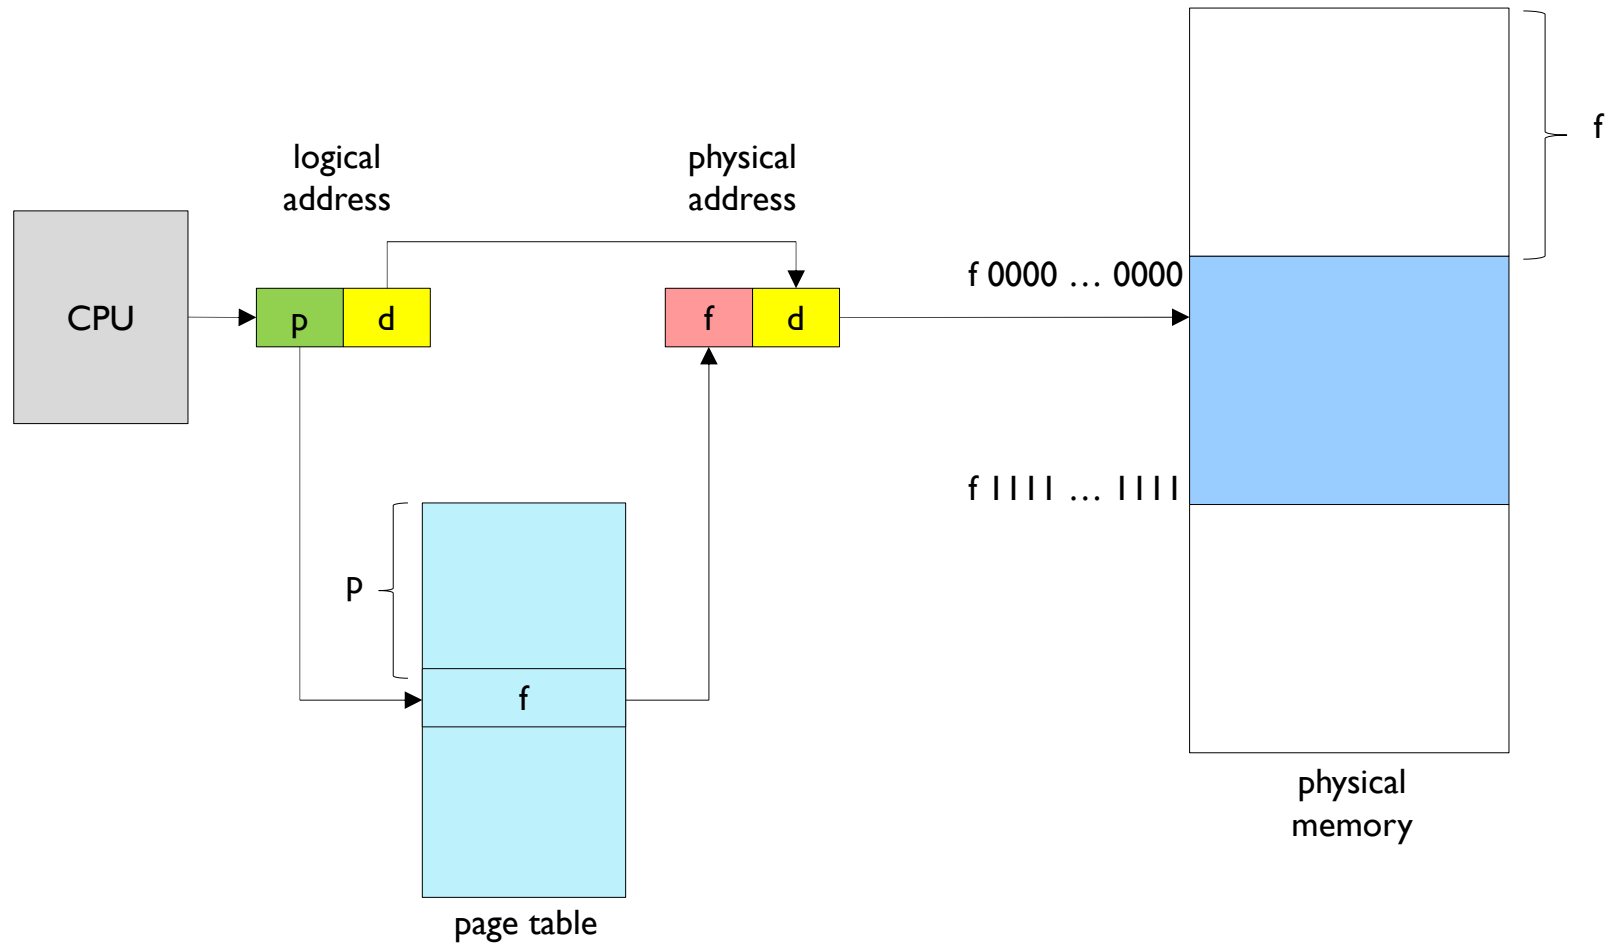 f
logical
address
physical
address
CPU
p
d
f
d
f 0000 … 0000
f 1111 … 1111
p
f
physical
memory
page table